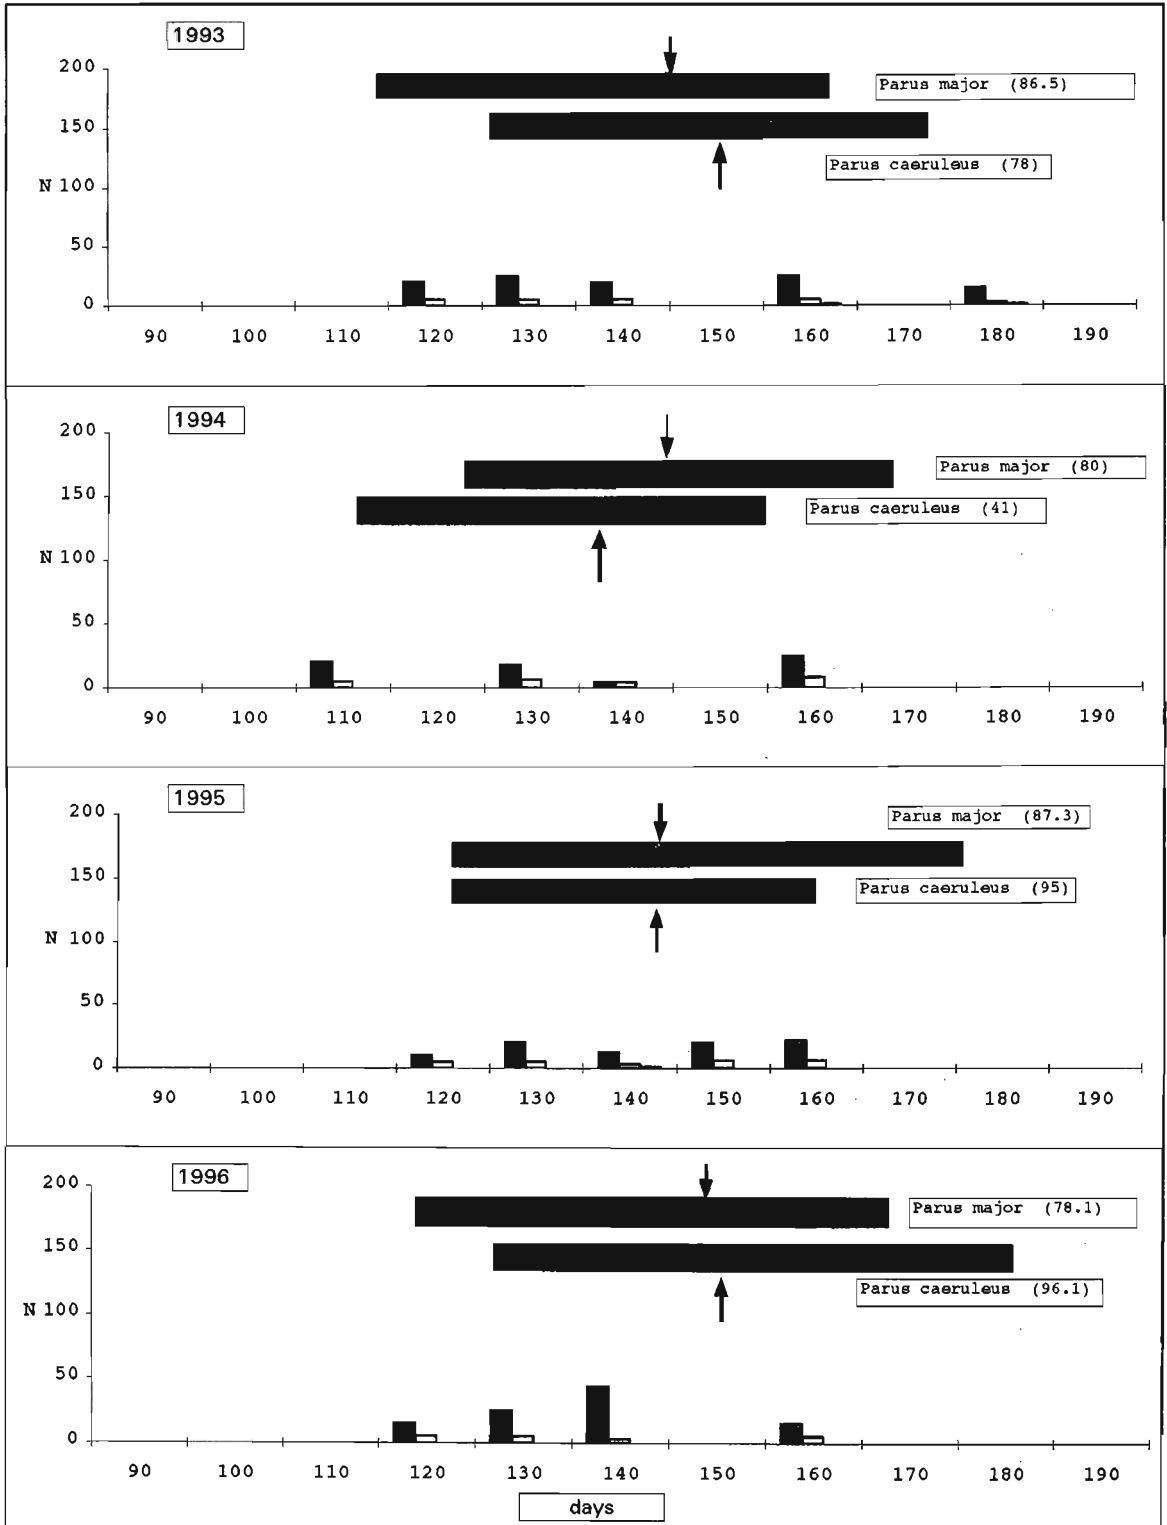 1993
200
Parus major (86.5)
150
Parus caeruleus (78)
N 100
50
0
90 100 110 120 130 140 150 160 170 180 190
1994
200
Parus major (80)
150
Parus caeruleus (41)
N 100
50
0
90 100 110 120 130 140 150 160 170 180 190
1995
200
Parus major (87.3)
150
Parus caeruleus (95)
N 100
50
0
90 100 110 120 130 140 150 160 170 180 190
1996
200
Parus major (78.1)
150
Parus caeruleus (96.1)
N 100
50
0
90 100 110 120 130 140 150 160 170 180 190
days